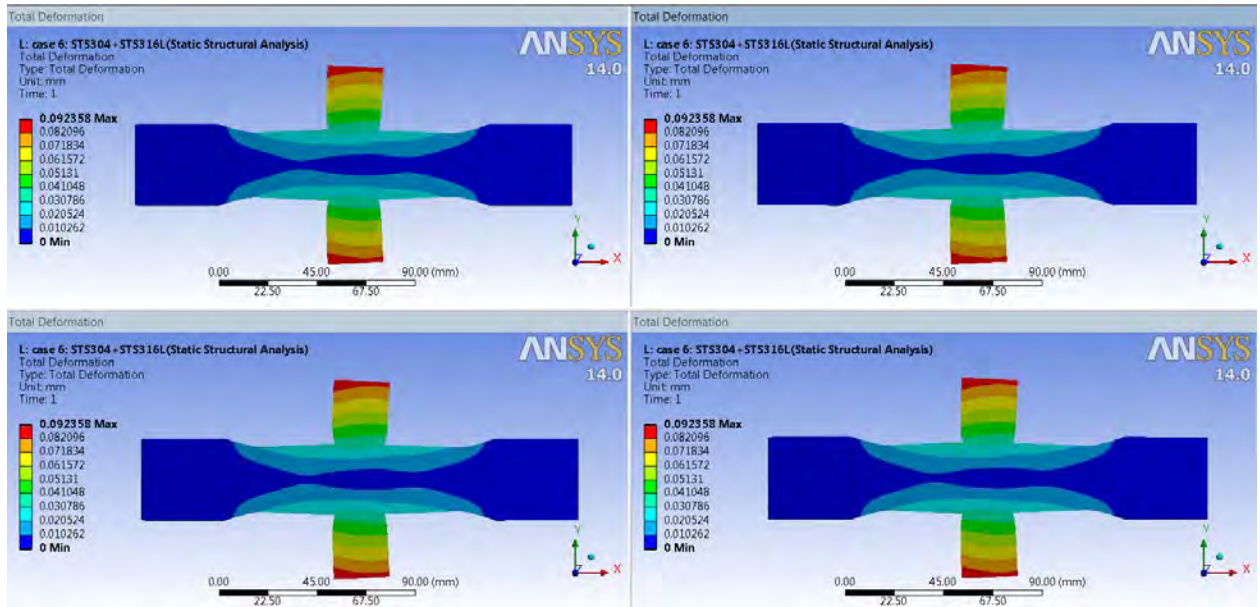 Total Deformation
L: case 6: STS304+STS316L(Static Structural Analysis)
Total Deformation
Type: Total Deformation
Unit: mm
Time: 1
0.092358 Max
0.082096
0.071834
0.061572
0.05131
0.041048
0.030786
0.020524
0.010262
0 Min
ANSYS
14.0
Y
X
Z
0.00 45.00 90.00 (mm)
22.50 67.50
Total Deformation
L: case 6: STS304+STS316L(Static Structural Analysis)
Total Deformation
Type: Total Deformation
Unit: mm
Time: 1
0.092358 Max
0.082096
0.071834
0.061572
0.05131
0.041048
0.030786
0.020524
0.010262
0 Min
ANSYS
14.0
Y
X
Z
0.00 45.00 90.00 (mm)
22.50 67.50
Total Deformation
L: case 6: STS304+STS316L(Static Structural Analysis)
Total Deformation
Type: Total Deformation
Unit: mm
Time: 1
0.092358 Max
0.082096
0.071834
0.061572
0.05131
0.041048
0.030786
0.020524
0.010262
0 Min
ANSYS
14.0
Y
X
Z
0.00 45.00 90.00 (mm)
22.50 67.50
Total Deformation
L: case 6: STS304+STS316L(Static Structural Analysis)
Total Deformation
Type: Total Deformation
Unit: mm
Time: 1
0.092358 Max
0.082096
0.071834
0.061572
0.05131
0.041048
0.030786
0.020524
0.010262
0 Min
ANSYS
14.0
Y
X
Z
0.00 45.00 90.00 (mm)
22.50 67.50